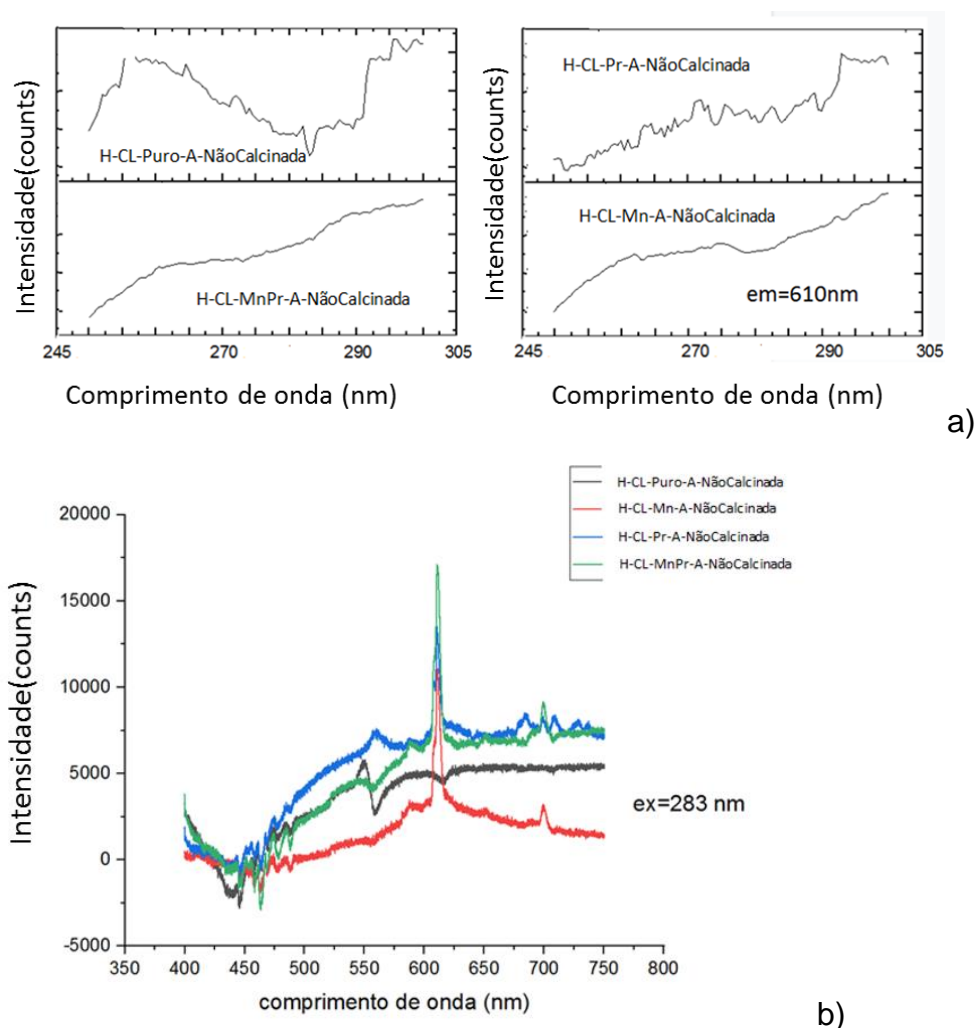 Intensidade(counts)
H-CL-Puro-A-NãoCalcinada
H-CL-MnPr-A-NãoCalcinada
245 270 290 305
Comprimento de onda (nm)
Intensidade(counts)
H-CL-Pr-A-NãoCalcinada
H-CL-Mn-A-NãoCalcinada
em=610nm
245 270 290 305
Comprimento de onda (nm)
a)
H-CL-Puro-A-NãoCalcinada
H-CL-Mn-A-NãoCalcinada
H-CL-Pr-A-NãoCalcinada
H-CL-MnPr-A-NãoCalcinada
Intensidade(counts)
20000
15000
10000
5000
0
-5000
ex=283 nm
350 400 450 500 550 600 650 700 750 800
comprimento de onda (nm)
b)